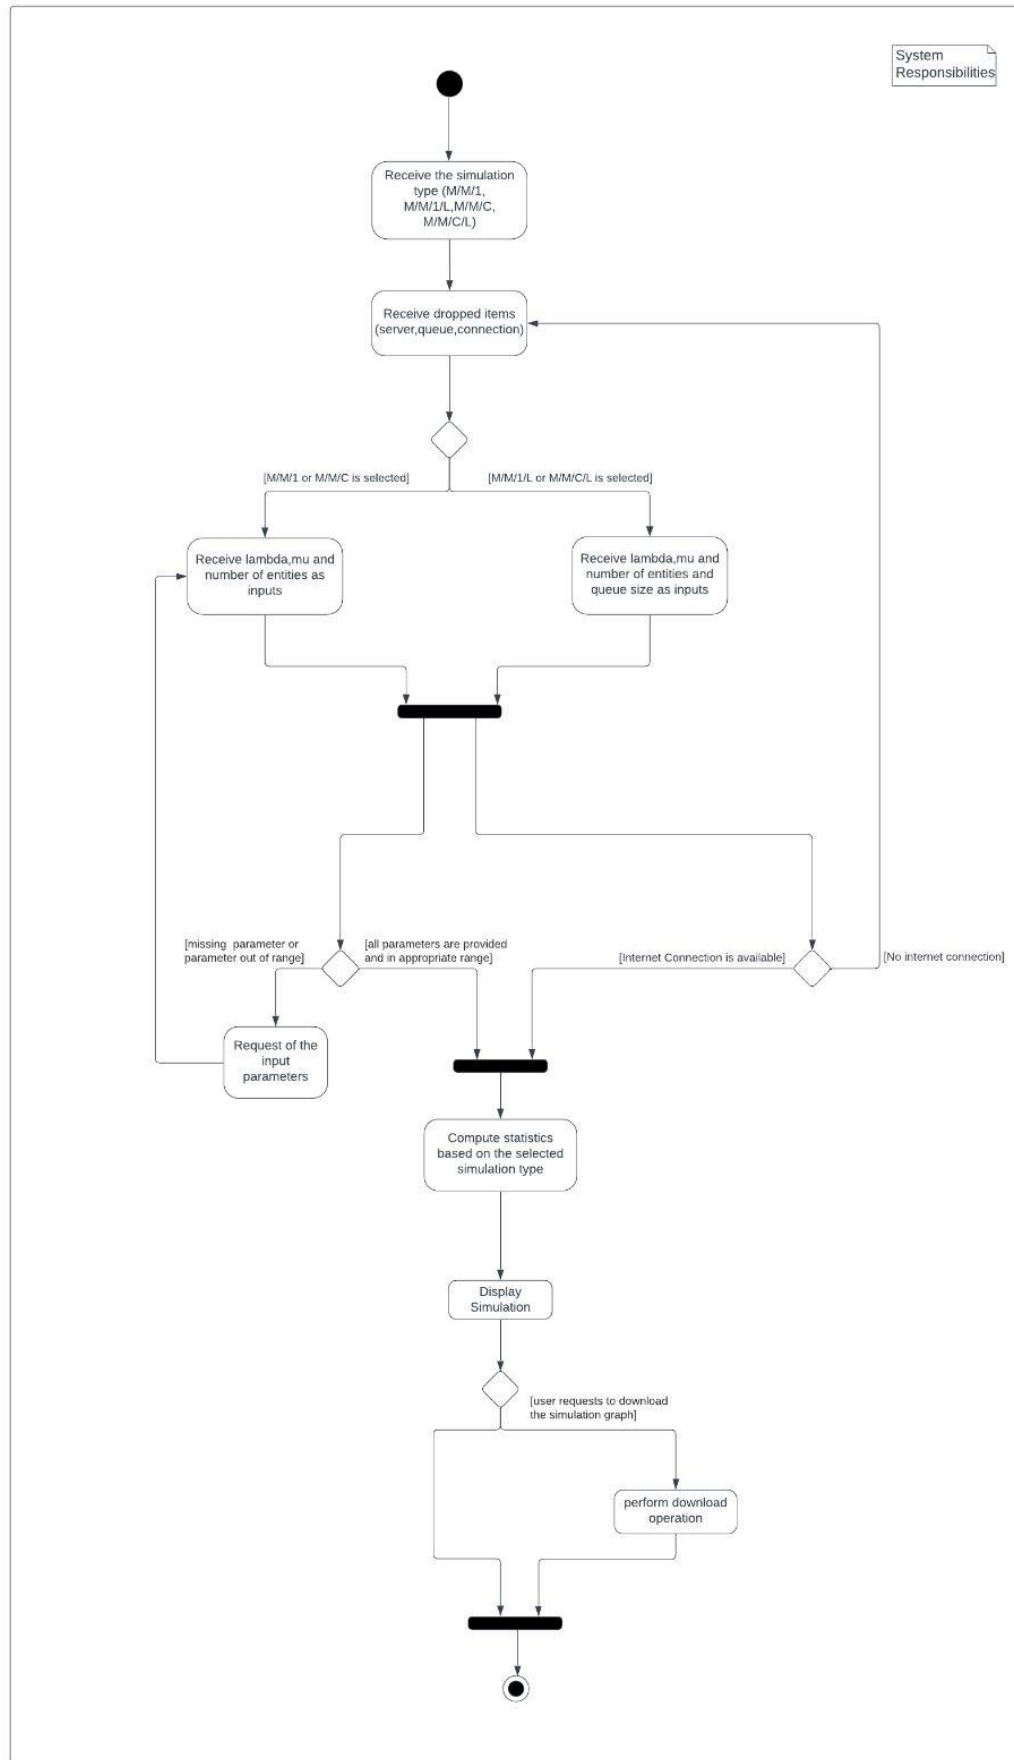 System
Responsibilities
Receive the simulation
type (M/M/1,
M/M/1/L,M/M/C,
M/M/C/L)
Receive dropped items
(server,queue,connection)
[M/M/1 or M/M/C is selected]
[M/M/1/L or M/M/C/L is selected]
Receive lambda,mu and
number of entities as
inputs
Receive lambda,mu and
number of entities and
queue size as inputs
[missing  parameter or
parameter out of range]
[all parameters are provided
and in appropriate range]
[Internet Connection is available]
[No internet connection]
Request of the
input
parameters
Compute statistics
based on the selected
simulation type
Display
Simulation
[user requests to download
the simulation graph]
perform download
operation